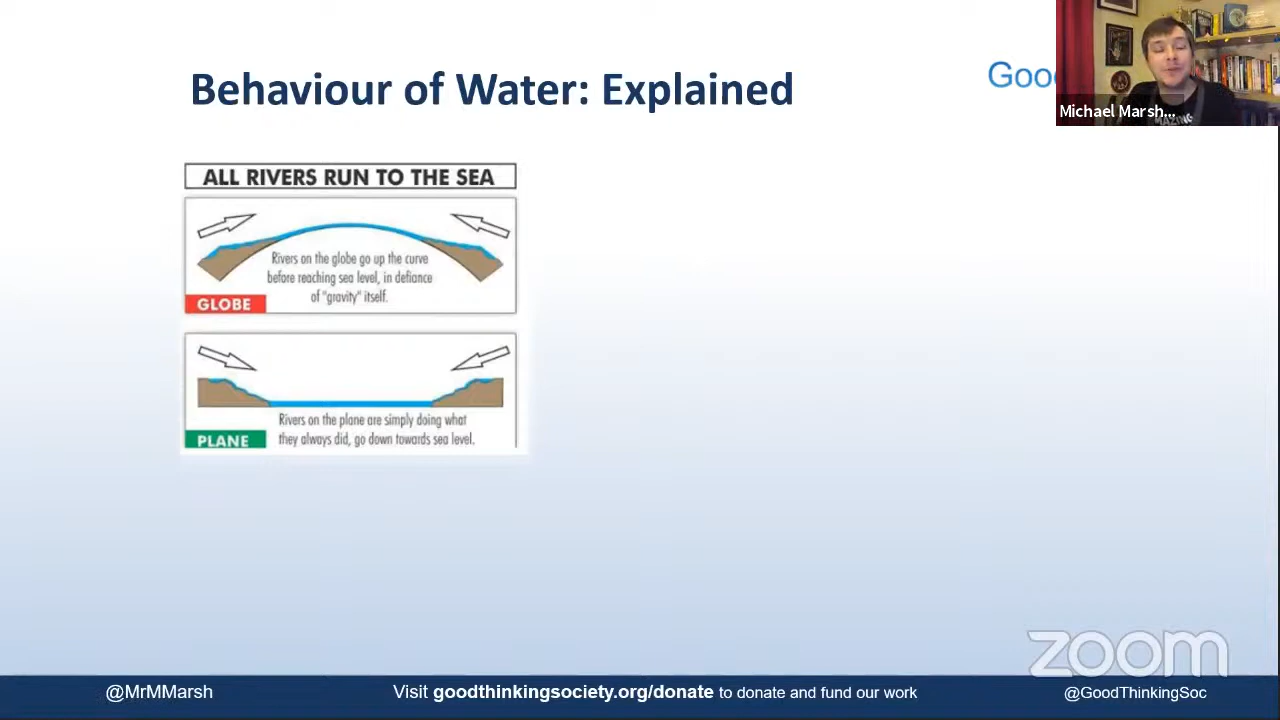 Behaviour of Water: Explained
Good
Michael Marsh...
MAZING
ALL RIVERS RUN TO THE SEA
Rivers on the globe go up the curve
before reaching sea level, in defiance
of "gravity" itself.
GLOBE
Rivers on the plane are simply doing what
they always did, go down towards sea level.
PLANE
zoom
@MrMMarsh
Visit goodthinkingsociety.org/donate to donate and fund our work
@GoodThinkingSoc